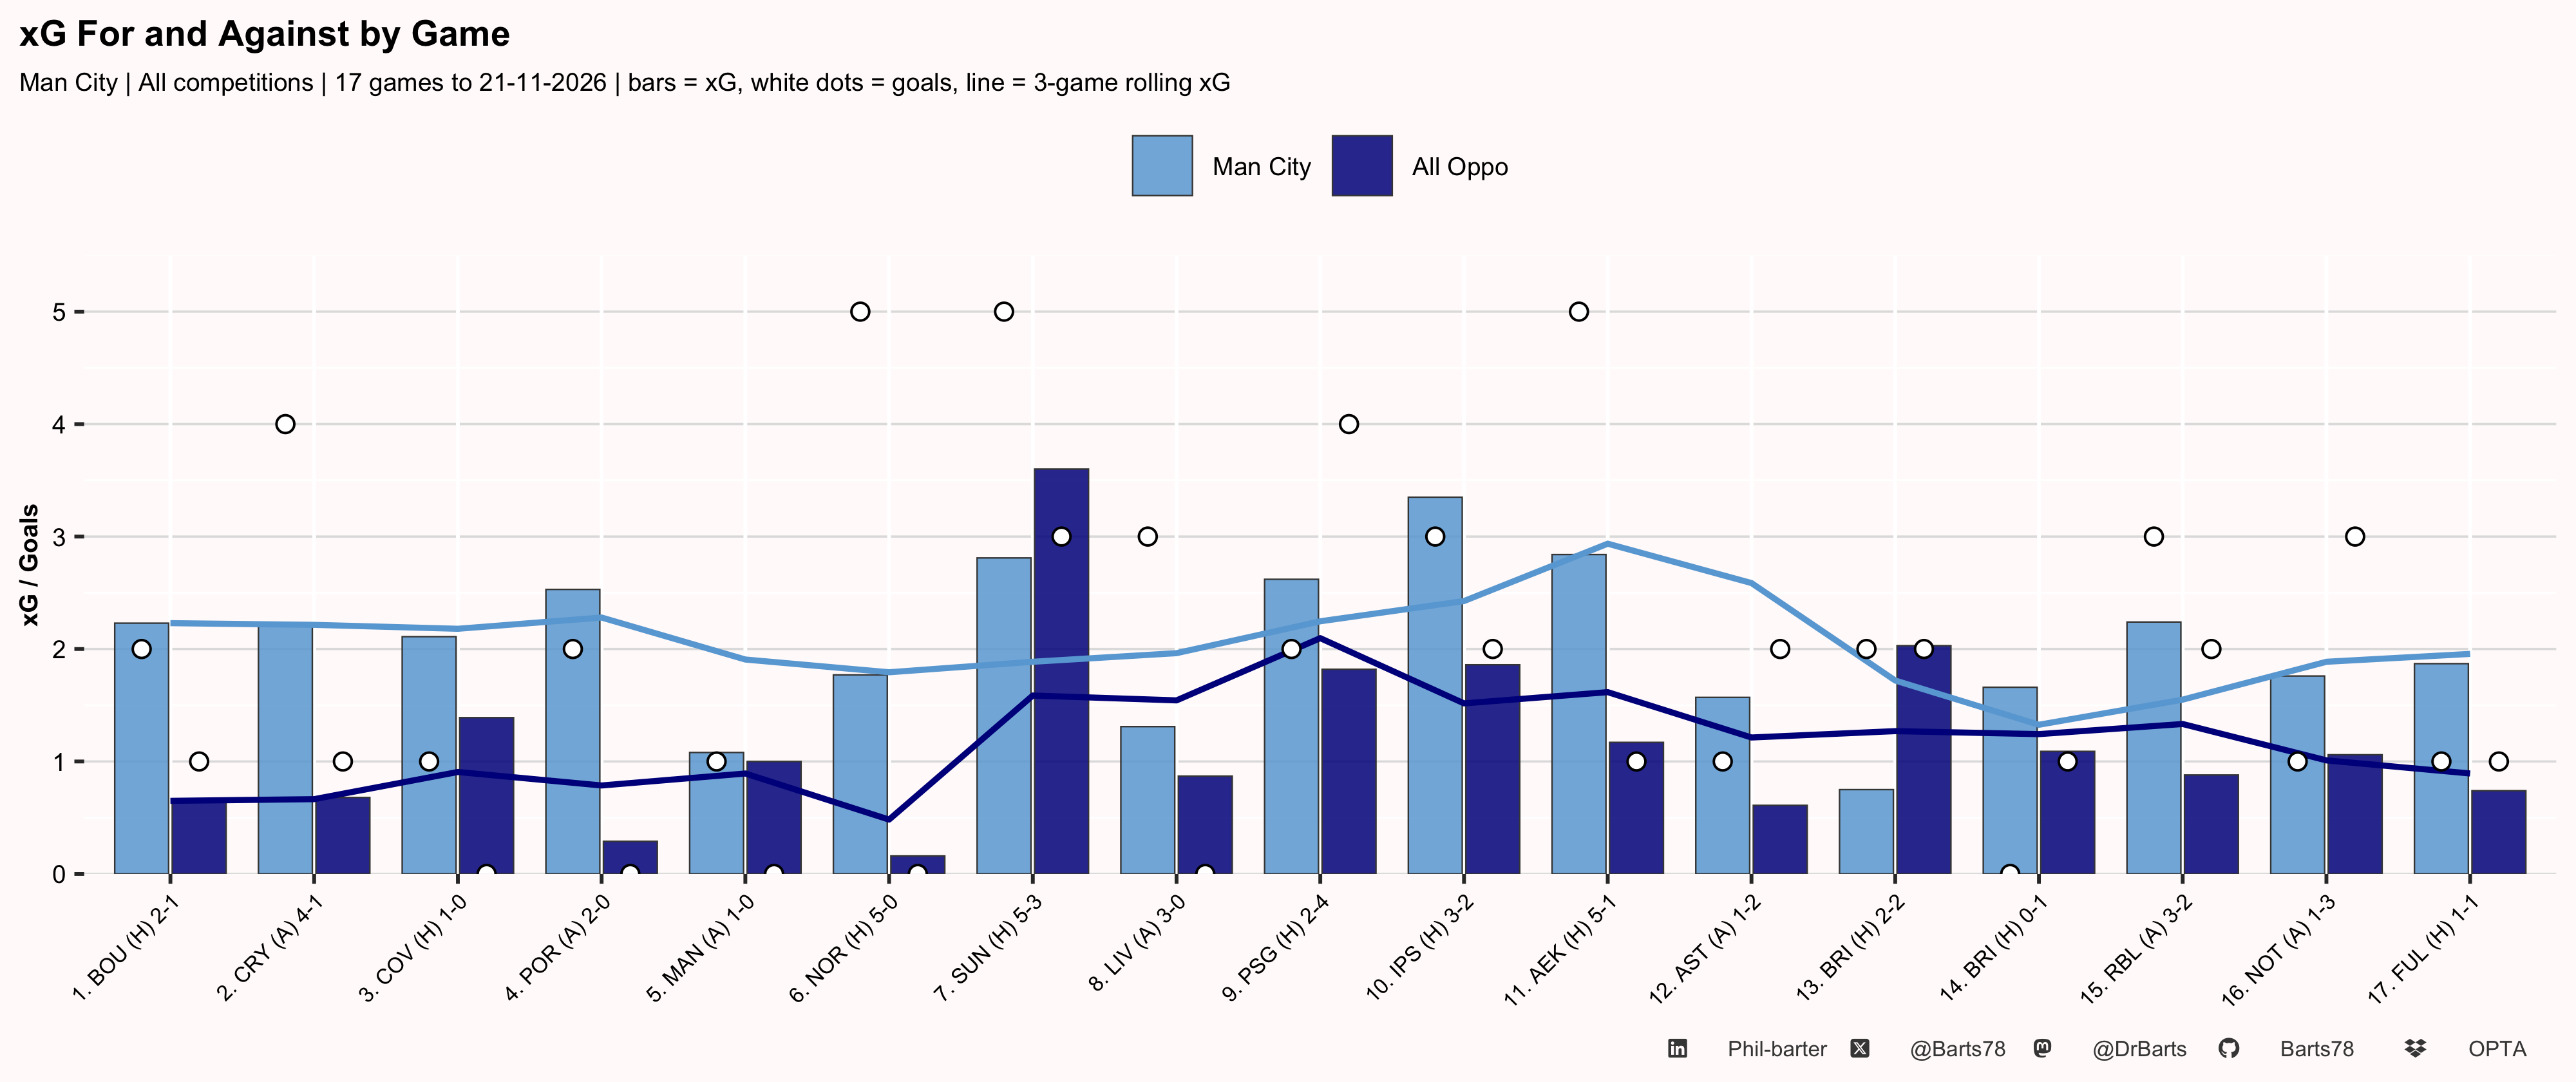 xG For and Against by Game
Man City | All competitions | 17 games to 21-11-2026 | bars = xG, white dots = goals, line = 3-game rolling xG
Man City
All Oppo
xG / Goals
5
4
3
2
1
0
1. BOU (H) 2-1
2. CRY (A) 4-1
3. COV (H) 1-0
4. POR (A) 2-0
5. MAN (A) 1-0
6. NOR (H) 5-0
7. SUN (H) 5-3
8. LIV (A) 3-0
9. PSG (H) 2-4
10. IPS (H) 3-2
11. AEK (H) 5-1
12. AST (A) 1-2
13. BRI (H) 2-2
14. BRI (H) 0-1
15. RBL (A) 3-2
16. NOT (A) 1-3
17. FUL (H) 1-1
Phil-barter @Barts78 @DrBarts Barts78 OPTA